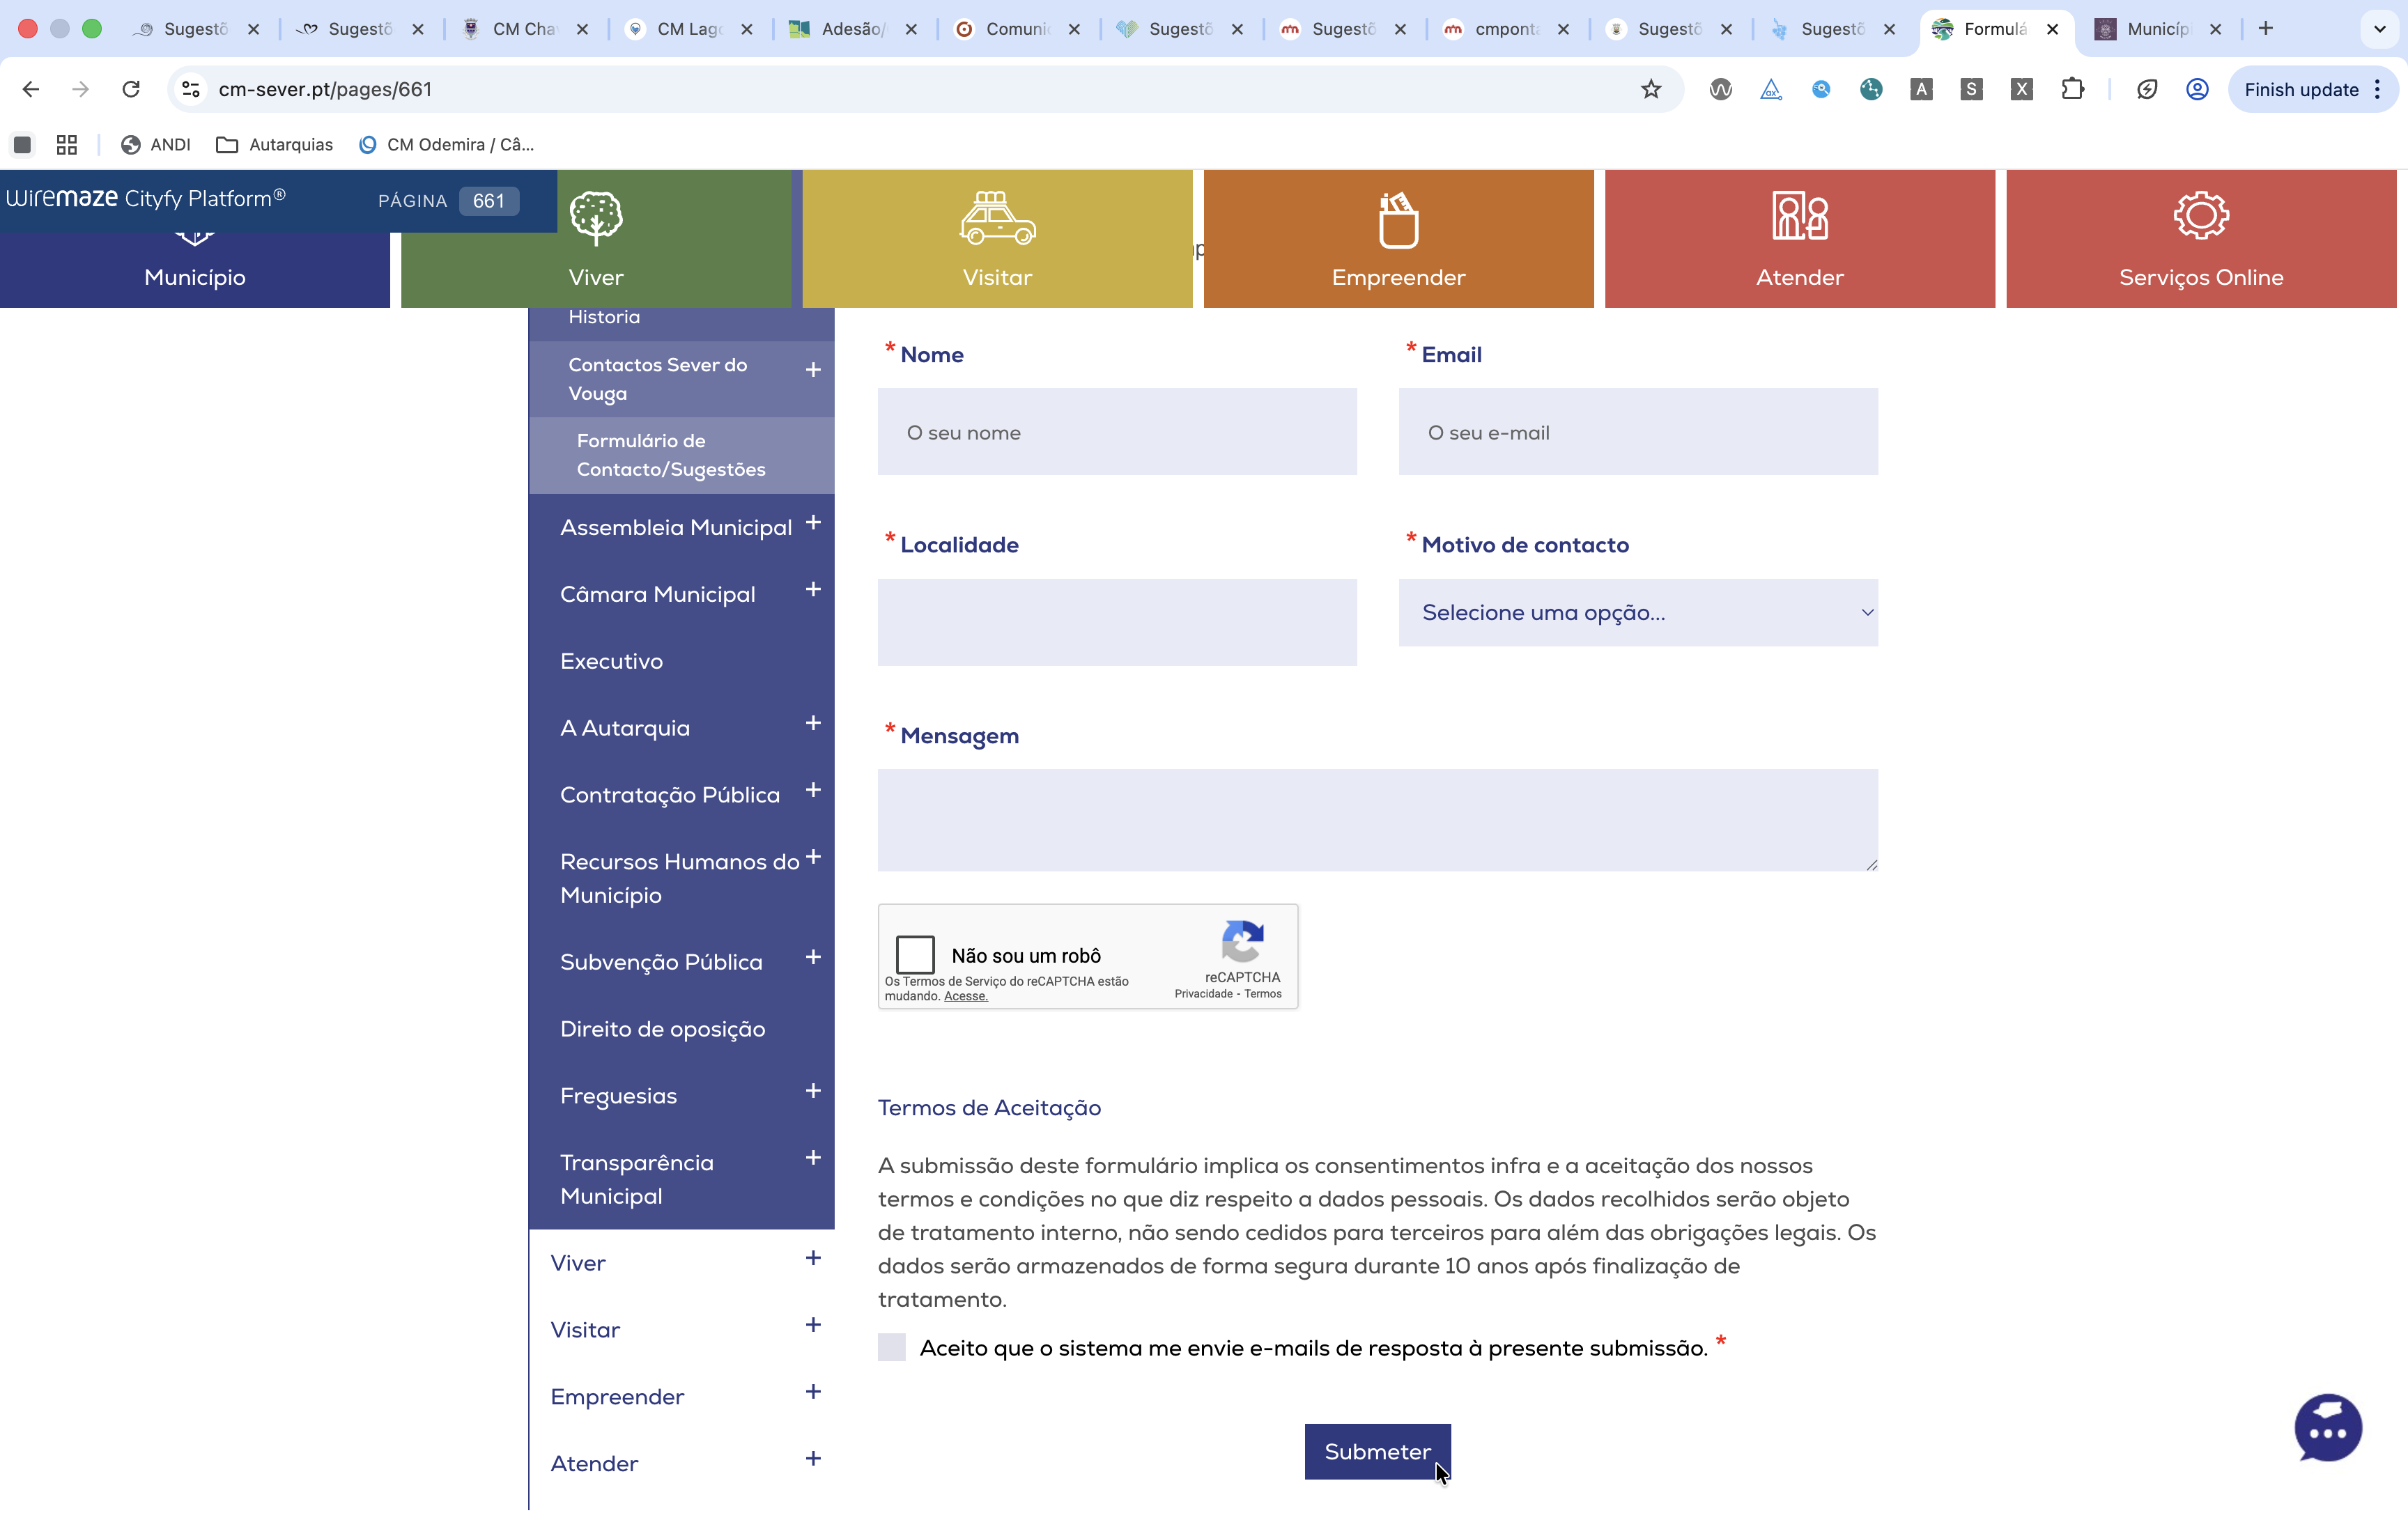 Sugestõ
Sugestõ
CM Cha
CM Lag
Adesão/
Comuni
Sugestõ
Sugestõ
cmponta
Sugestõ
Sugestõ
Formulá
Municíp
cm-sever.pt/pages/661
A
S
X
Finish update
ANDI
Autarquias
CM Odemira / Câ...
wiremaze Cityfy Platform®
PÁGINA 661
Município
Viver
Visitar
Empreender
Atender
Serviços Online
Historia
Contactos Sever do
Vouga
+
Formulário de
Contacto/Sugestões
Assembleia Municipal +
Câmara Municipal +
Executivo
A Autarquia +
Contratação Pública +
Recursos Humanos do +
Município
Subvenção Pública +
Direito de oposição
Freguesias +
Transparência +
Municipal
Viver +
Visitar +
Empreender +
Atender +
* Nome
O seu nome
* Email
O seu e-mail
* Localidade
* Motivo de contacto
Selecione uma opção...
* Mensagem
Não sou um robô
Os Termos de Serviço do reCAPTCHA estão
mudando. Acesse.
reCAPTCHA
Privacidade - Termos
Termos de Aceitação
A submissão deste formulário implica os consentimentos infra e a aceitação dos nossos
termos e condições no que diz respeito a dados pessoais. Os dados recolhidos serão objeto
de tratamento interno, não sendo cedidos para terceiros para além das obrigações legais. Os
dados serão armazenados de forma segura durante 10 anos após finalização de
tratamento.
Aceito que o sistema me envie e-mails de resposta à presente submissão. *
Submeter